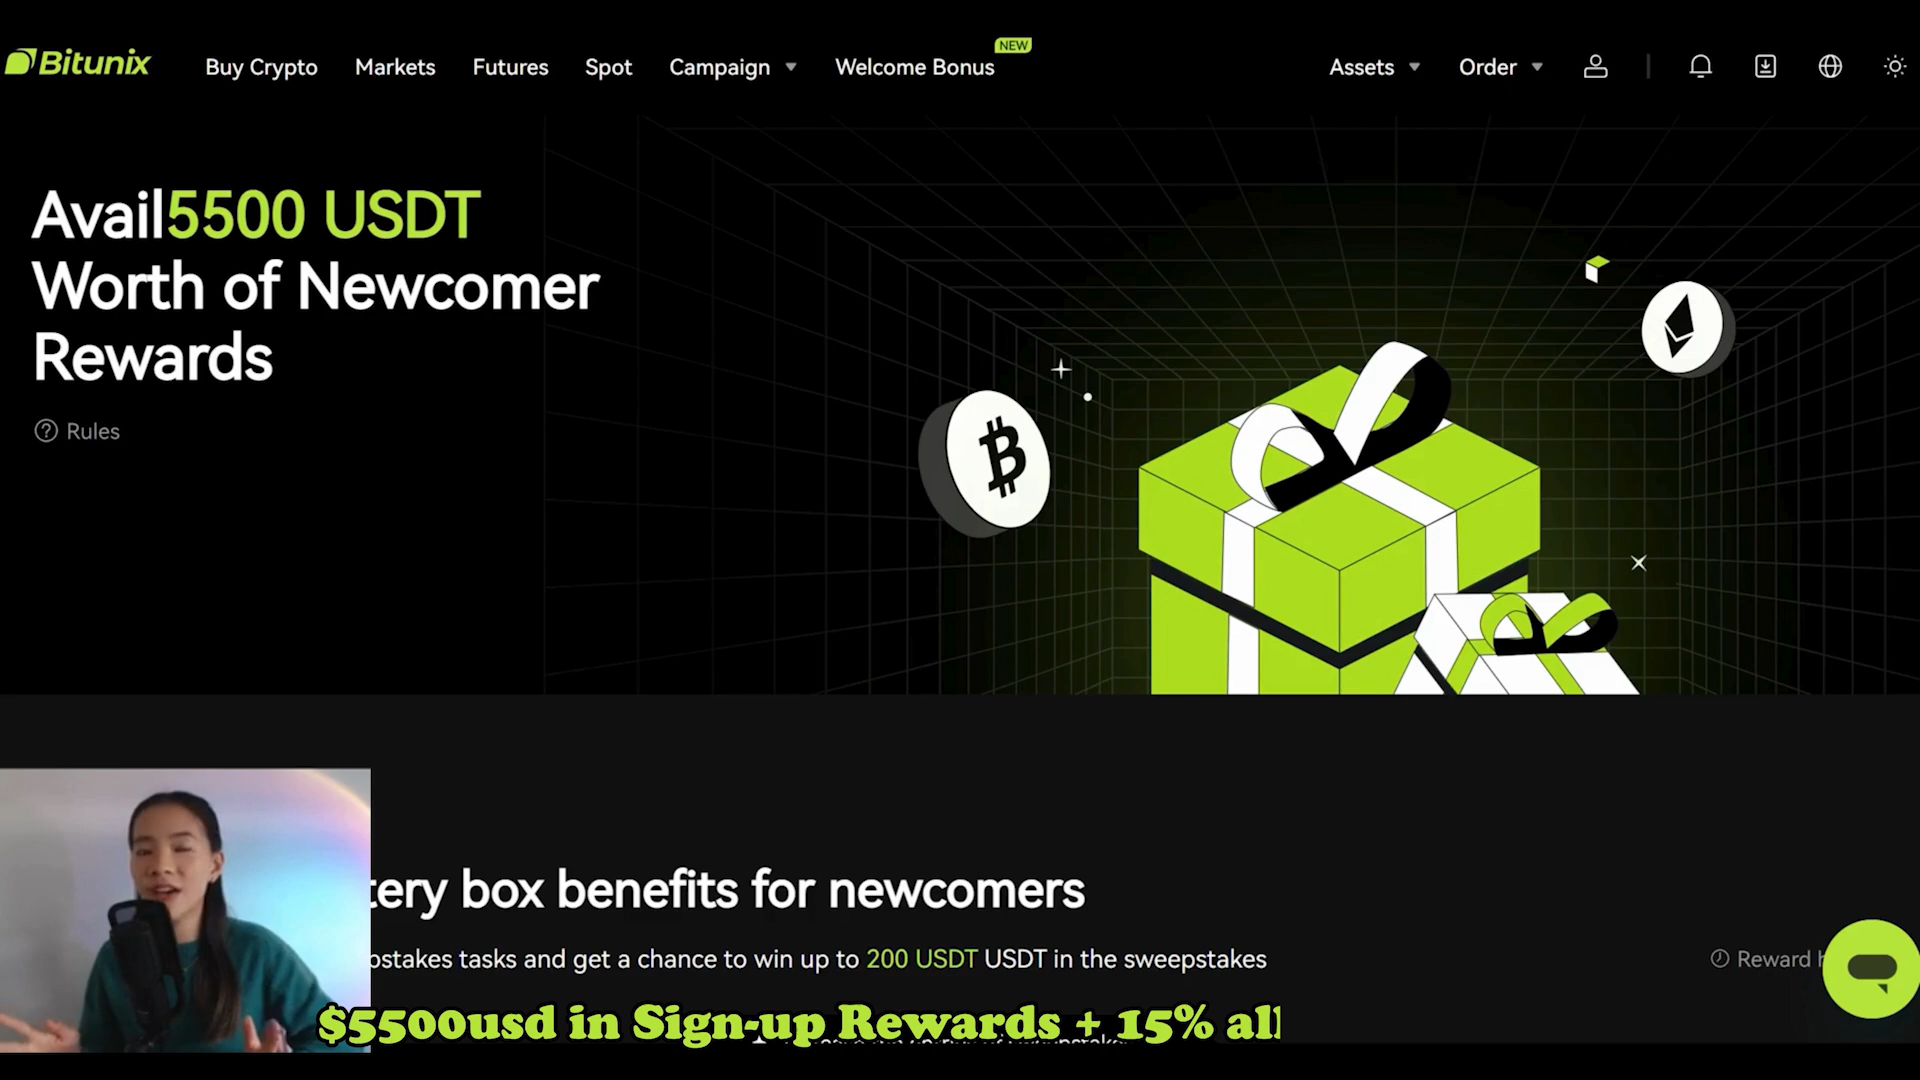 Bitunix Buy Crypto Markets Futures Spot Campaign Welcome Bonus NEW Assets Order
Avail5500 USDT
Worth of Newcomer
Rewards
Rules
tery box benefits for newcomers
ostakes tasks and get a chance to win up to 200 USDT USDT in the sweepstakes
Reward
$5500usd in Sign-up Rewards + 15% all